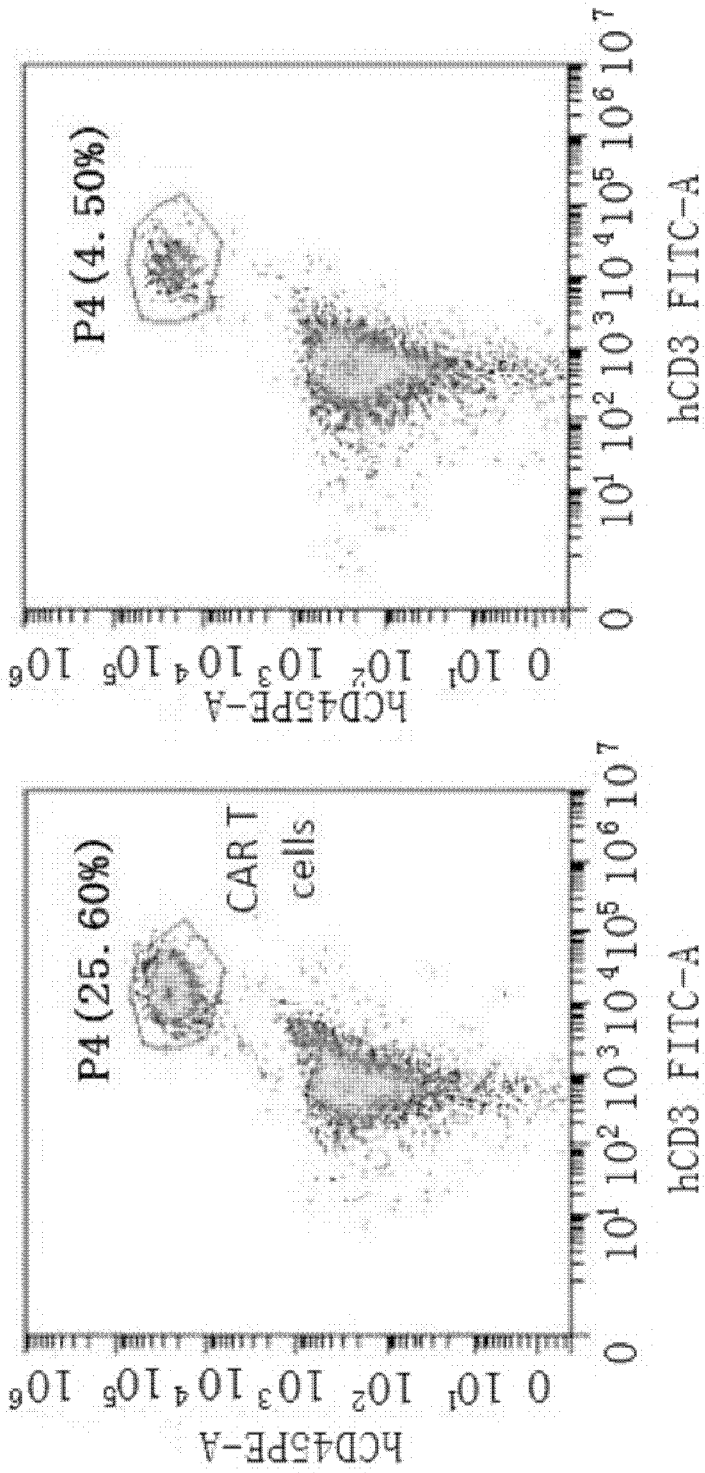 P4 (25. 60%)
CAR T
cells
hCD45PE-A
10⁶
10⁵
10⁴
10³
10²
10¹
0
0 10¹ 10² 10³ 10⁴ 10⁵ 10⁶ 10⁷
hCD3 FITC-A
P4 (4. 50%)
hCD45PE-A
10⁶
10⁵
10⁴
10³
10²
10¹
0
0 10¹ 10² 10³ 10⁴ 10⁵ 10⁶ 10⁷
hCD3 FITC-A